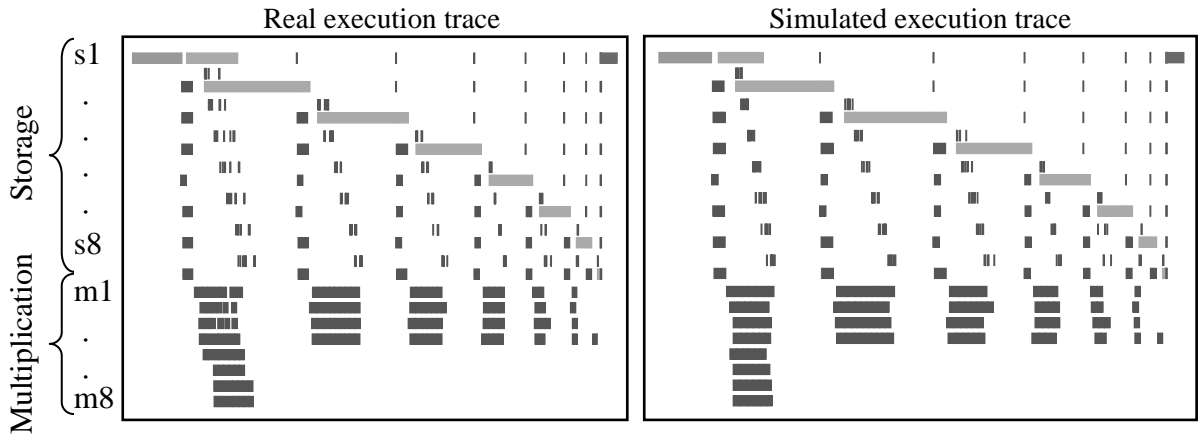 Real execution trace
Simulated execution trace
Storage
s1
.
.
.
.
s8
Multiplication
m1
.
.
m8